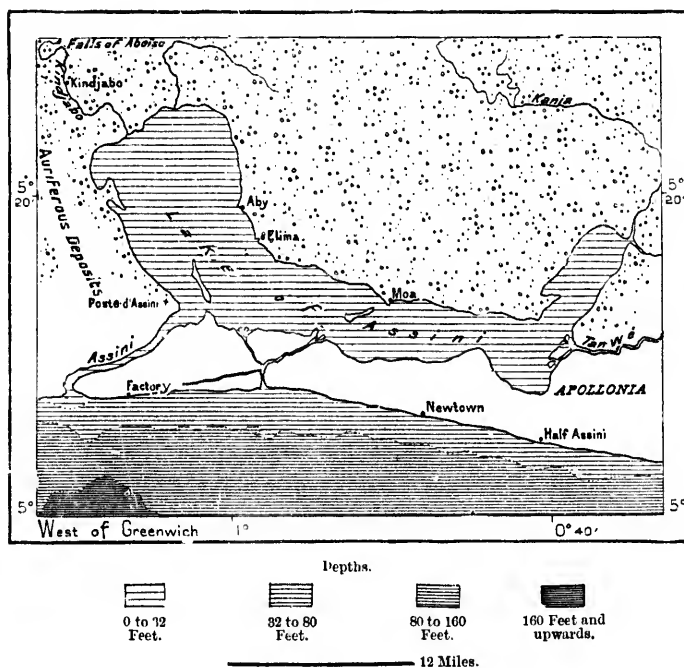 Falls of Aboiso
Kindjabo
Kindjabo
Kania
Auriferous Deposits
5°
20'
5°
20'
Aby
Elima
Lake of Assini
Moa
Poste-d'Assini
Assini
Tanwé
Factory
APOLLONIA
Newtown
Half Assini
5°
5°
West of Greenwich
1°
0°40'
Depths.
0 to 32
Feet.
32 to 80
Feet.
80 to 160
Feet.
160 Feet and
upwards.
12 Miles.